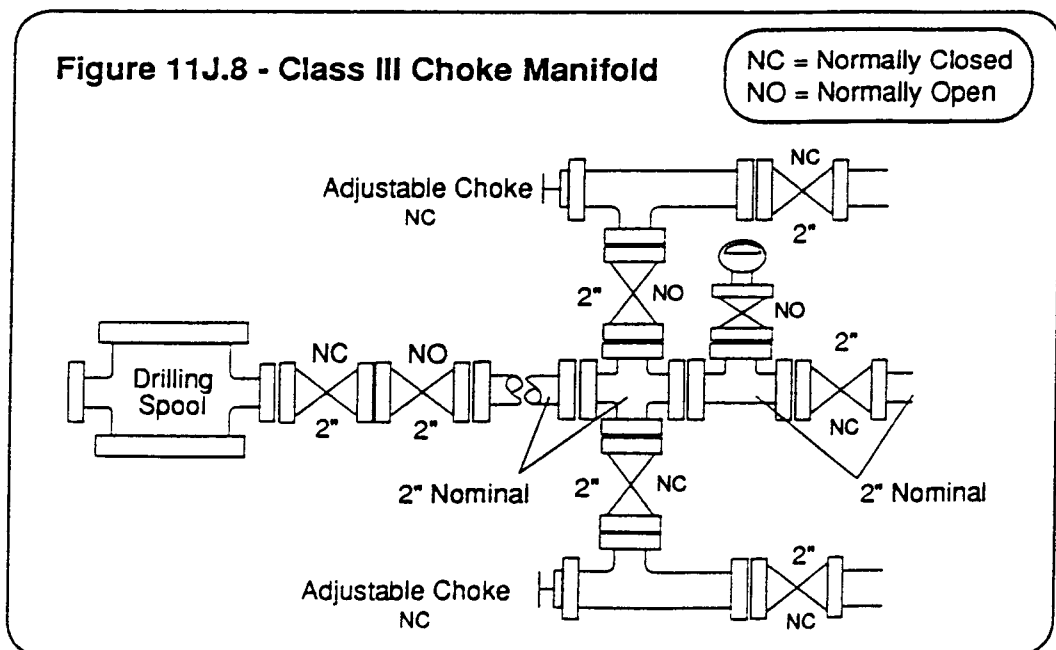 Figure 11J.8 - Class III Choke Manifold
NC = Normally Closed
NO = Normally Open
Adjustable Choke
NC
NC
2"
2"
NO
NO
Drilling
Spool
NC
NO
2"
2"
2"
NC
2" Nominal
2"
NC
2" Nominal
Adjustable Choke
NC
2"
NC